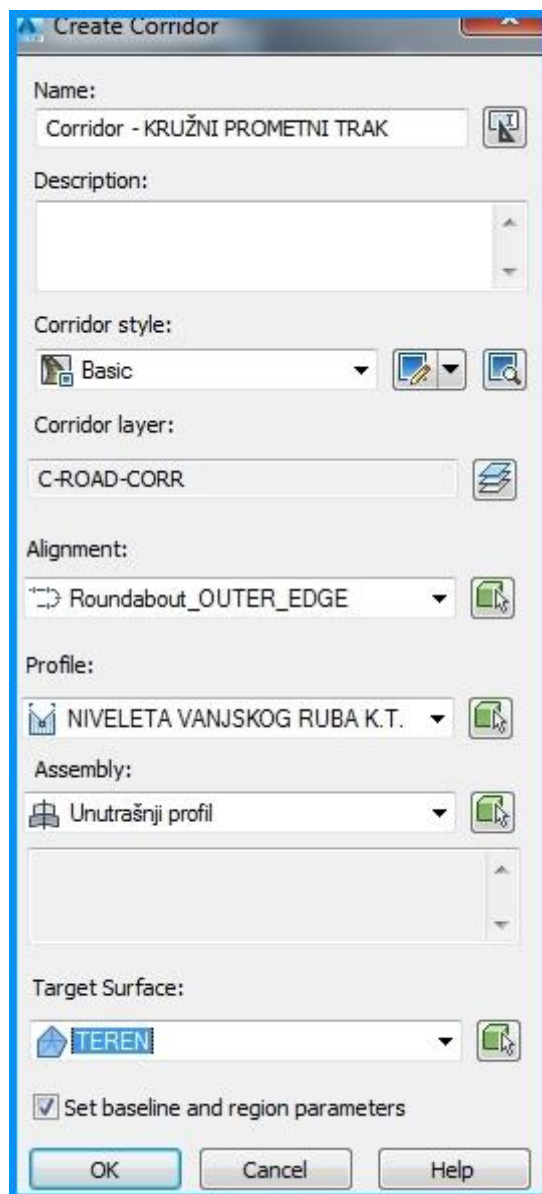 Create Corridor
Name:
Corridor - KRUŽNI PROMETNI TRAK
Description:
Corridor style:
Basic
Corridor layer:
C-ROAD-CORR
Alignment:
Roundabout_OUTER_EDGE
Profile:
NIVELETA VANJSKOG RUBA K.T.
Assembly:
Unutrašnji profil
Target Surface:
TEREN
Set baseline and region parameters
OK Cancel Help